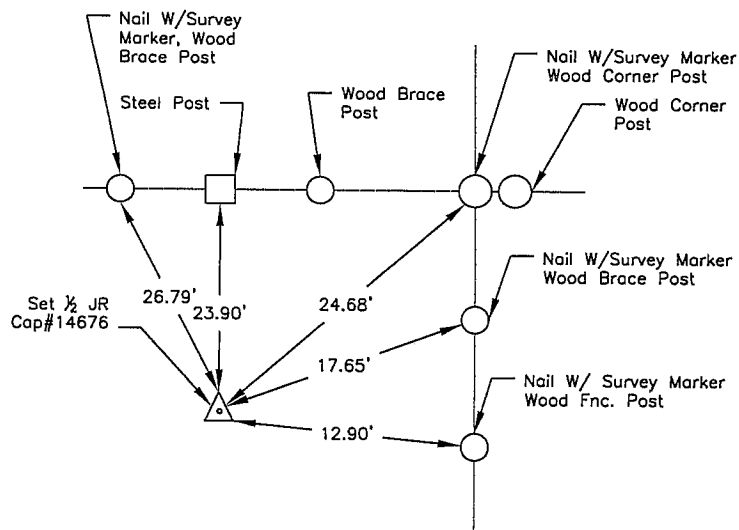 Nail W/Survey
Marker, Wood
Brace Post
Steel Post
Wood Brace
Post
Nail W/Survey Marker
Wood Corner Post
Wood Corner
Post
26.79'
23.90'
24.68'
17.65'
12.90'
Set ½ JR
Cap#14676
Nail W/Survey Marker
Wood Brace Post
Nail W/ Survey Marker
Wood Fnc. Post